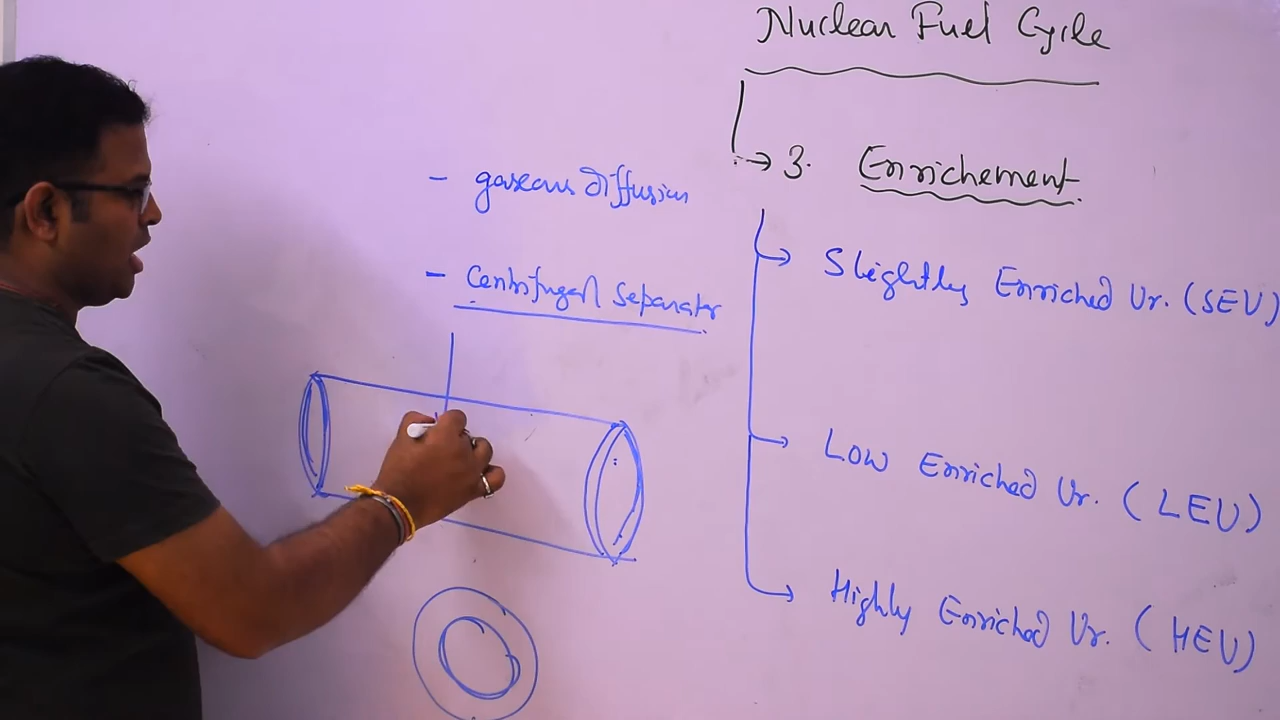 Nuclear Fuel Cycle
3. Enrichement
- gaseous diffusion
- Centrifugal Separator
Slightly Enriched Ur. (SEU)
Low Enriched Ur. (LEU)
Highly Enriched Ur. (HEU)